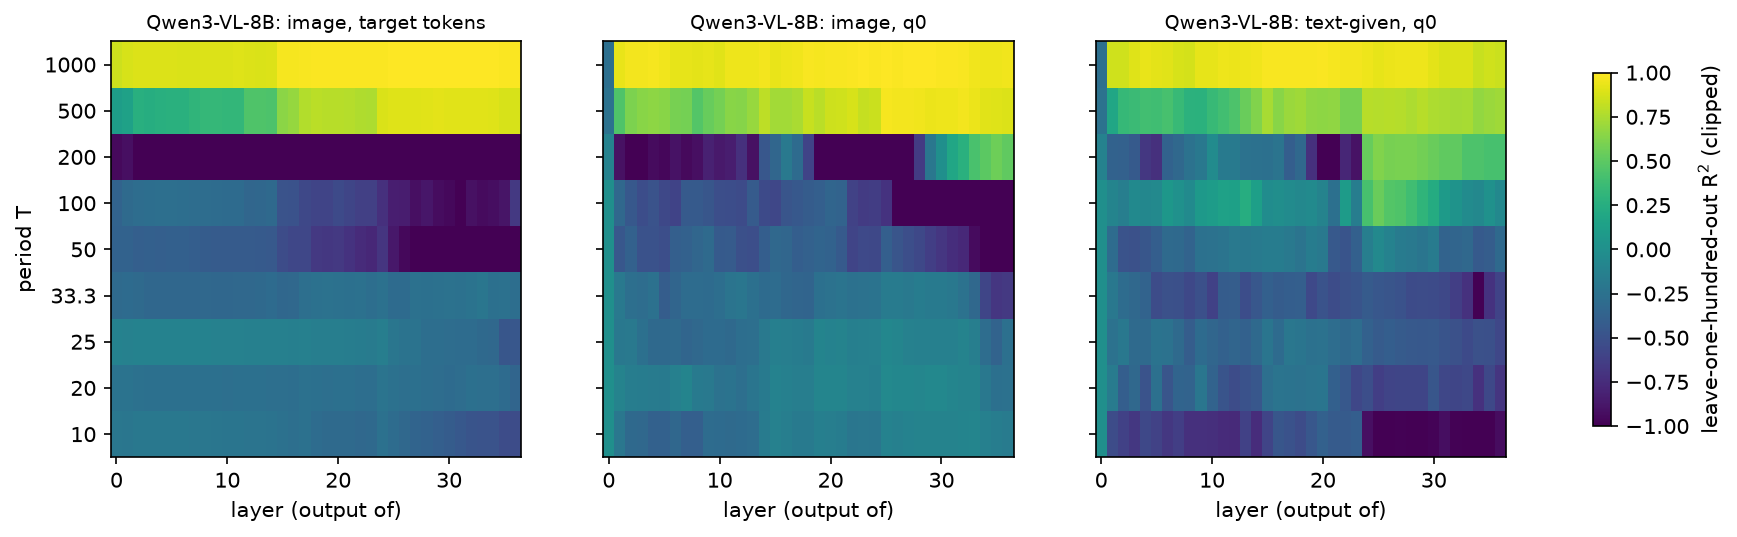 Qwen3-VL-8B: image, target tokens
Qwen3-VL-8B: image, q0
Qwen3-VL-8B: text-given, q0
period T
1000
500
200
100
50
33.3
25
20
10
0 10 20 30
layer (output of)
0 10 20 30
layer (output of)
0 10 20 30
layer (output of)
1.00
0.75
0.50
0.25
0.00
−0.25
−0.50
−0.75
−1.00
leave-one-hundred-out R² (clipped)